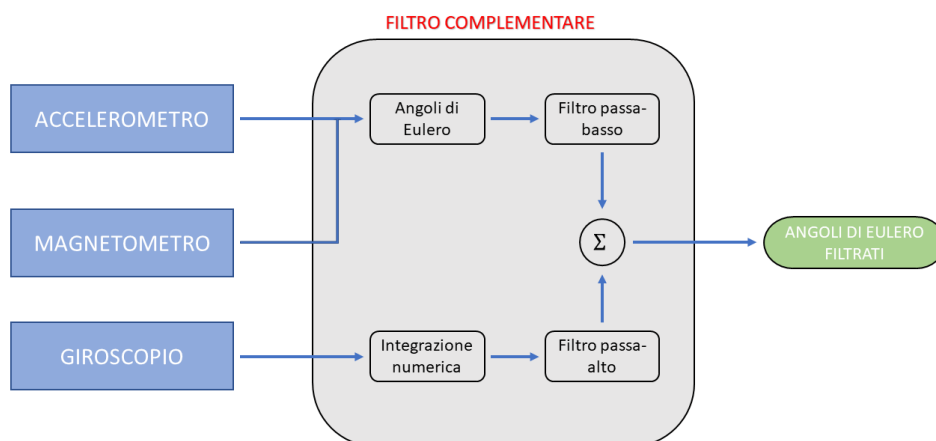 FILTRO COMPLEMENTARE
ACCELEROMETRO
Angoli di
Eulero
Filtro passa-
basso
MAGNETOMETRO
Σ
ANGOLI DI EULERO
FILTRATI
GIROSCOPIO
Integrazione
numerica
Filtro passa-
alto